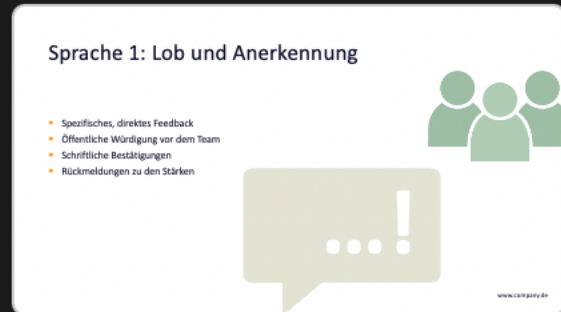 Sprache 1: Lob und Anerkennung
Spezifisches, direktes Feedback
Öffentliche Würdigung vor dem Team
Schriftliche Bestätigungen
Rückmeldungen zu den Stärken
...!
www.company.de